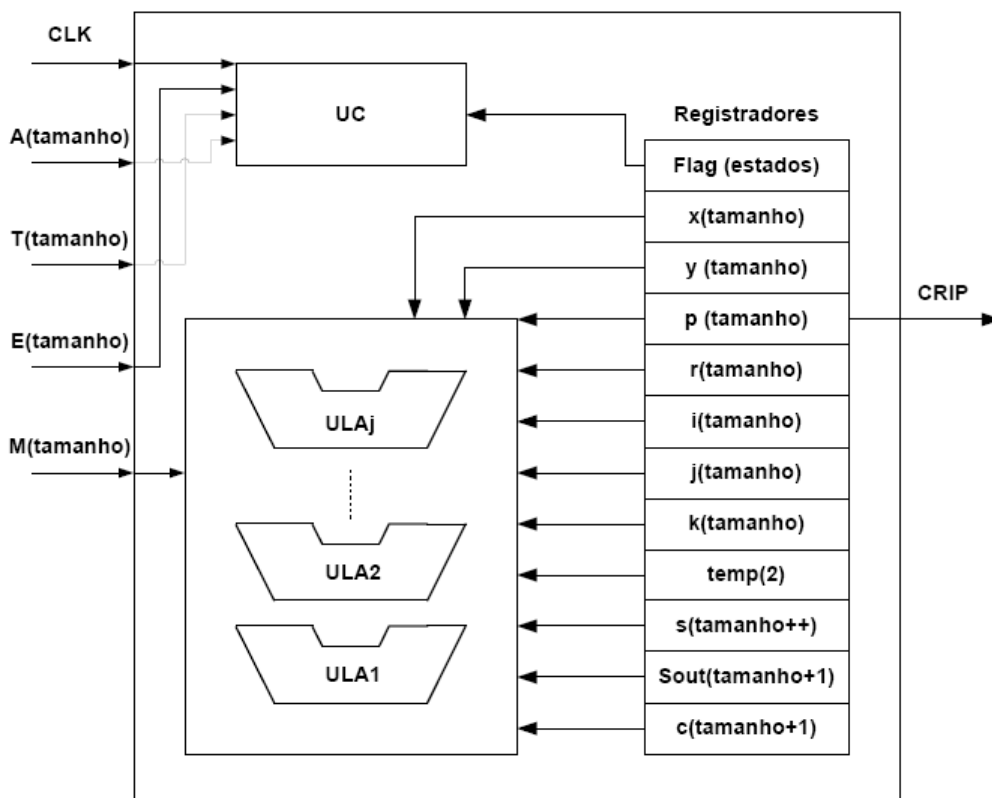 CLK
A(tamanho)
T(tamanho)
E(tamanho)
M(tamanho)
UC
ULAj
ULA2
ULA1
Registradores
Flag (estados)
x(tamanho)
y (tamanho)
p (tamanho)
r(tamanho)
i(tamanho)
j(tamanho)
k(tamanho)
temp(2)
s(tamanho++)
Sout(tamanho+1)
c(tamanho+1)
CRIP